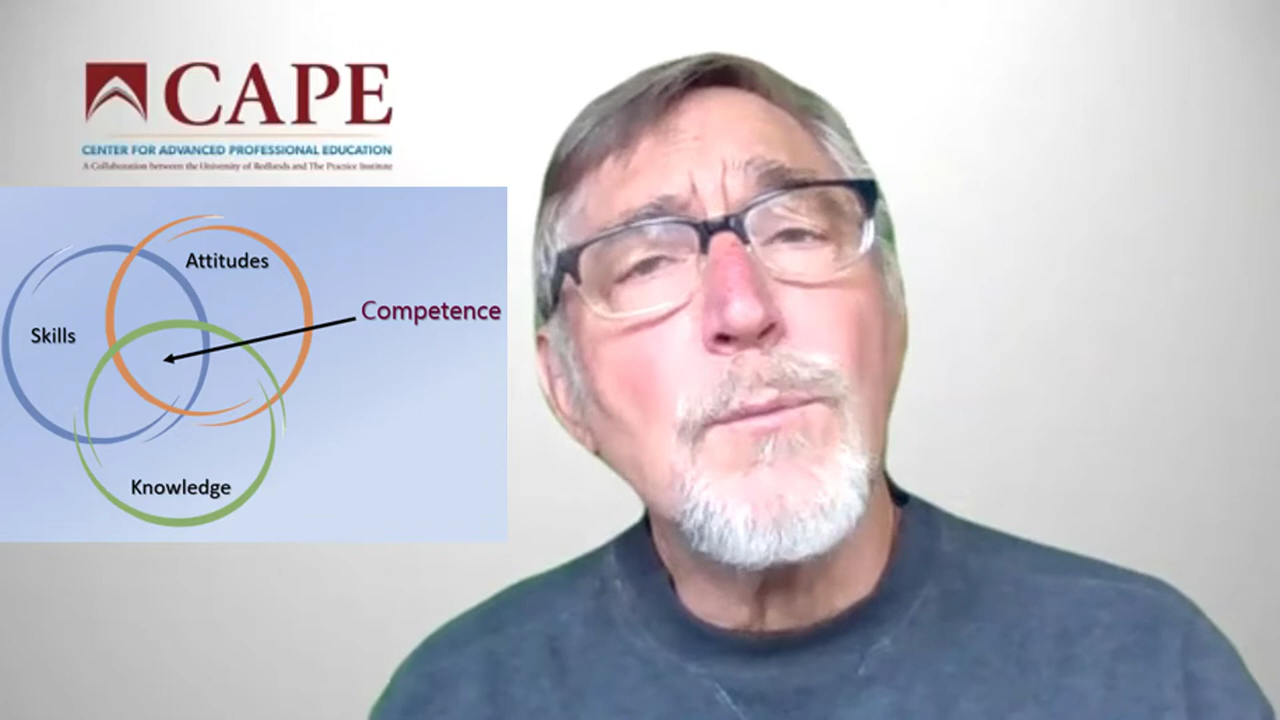 CAPE
CENTER FOR ADVANCED PROFESSIONAL EDUCATION
A Collaboration between the University of Redlands and The Practice Institute
Attitudes
Competence
Skills
Knowledge